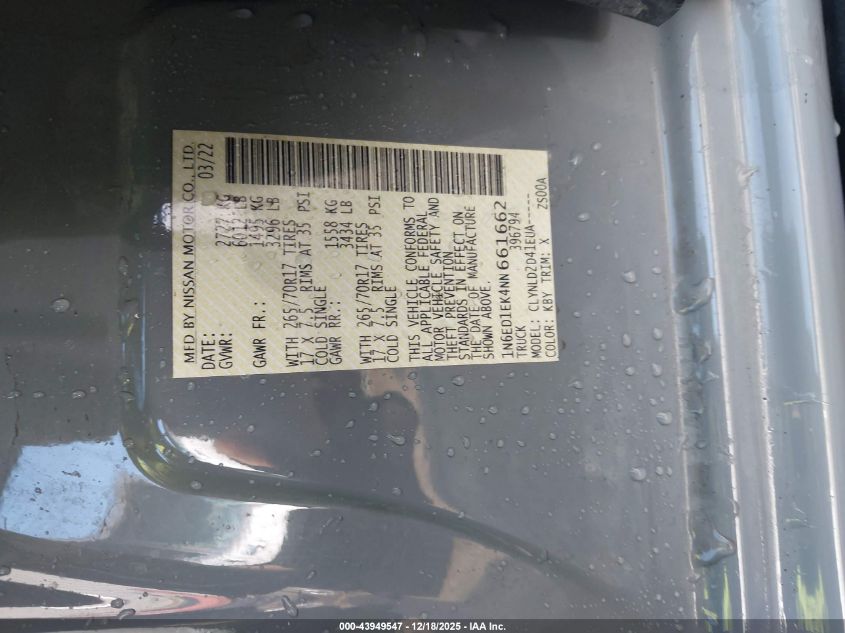 MFD BY NISSAN MOTOR CO., LTD.
DATE: 03/22
GVWR: 2727 KG
6012 LB
GAWR FR.: 1495 KG
3296 LB
WITH 265/70R17 TIRES
17 X 7.5 RIMS AT 35 PSI
COLD SINGLE
GAWR RR.: 1558 KG
3434 LB
WITH 265/70R17 TIRES
17 X 7.5 RIMS AT 35 PSI
COLD SINGLE
THIS VEHICLE CONFORMS TO
ALL APPLICABLE FEDERAL
MOTOR VEHICLE SAFETY AND
THEFT PREVENTION
STANDARDS IN EFFECT ON
THE DATE OF MANUFACTURE
SHOWN ABOVE.
1N6ED1EK4NN661662
TRUCK 396794
MODEL: CLYNLDZD41EUA-----
COLOR: KBY TRIM: X ZS00A
000-43949547 — 12/18/2025 — IAA Inc.